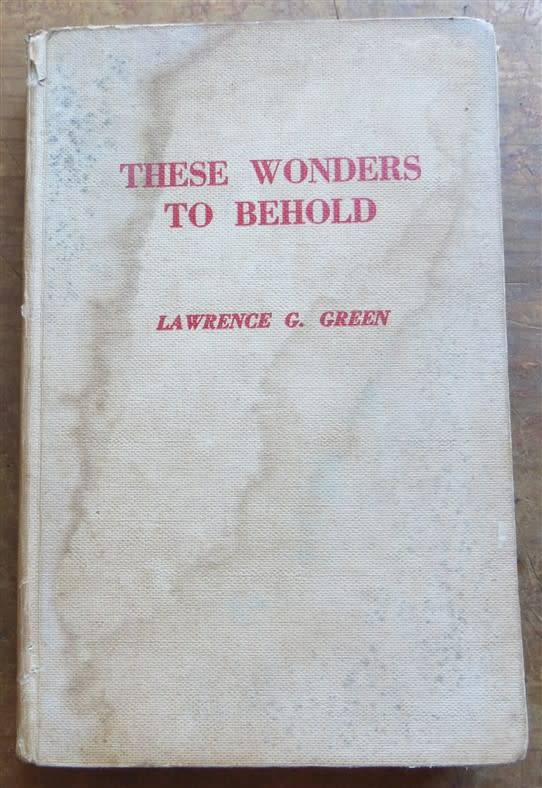 THESE WONDERS
TO BEHOLD
LAWRENCE G. GREEN